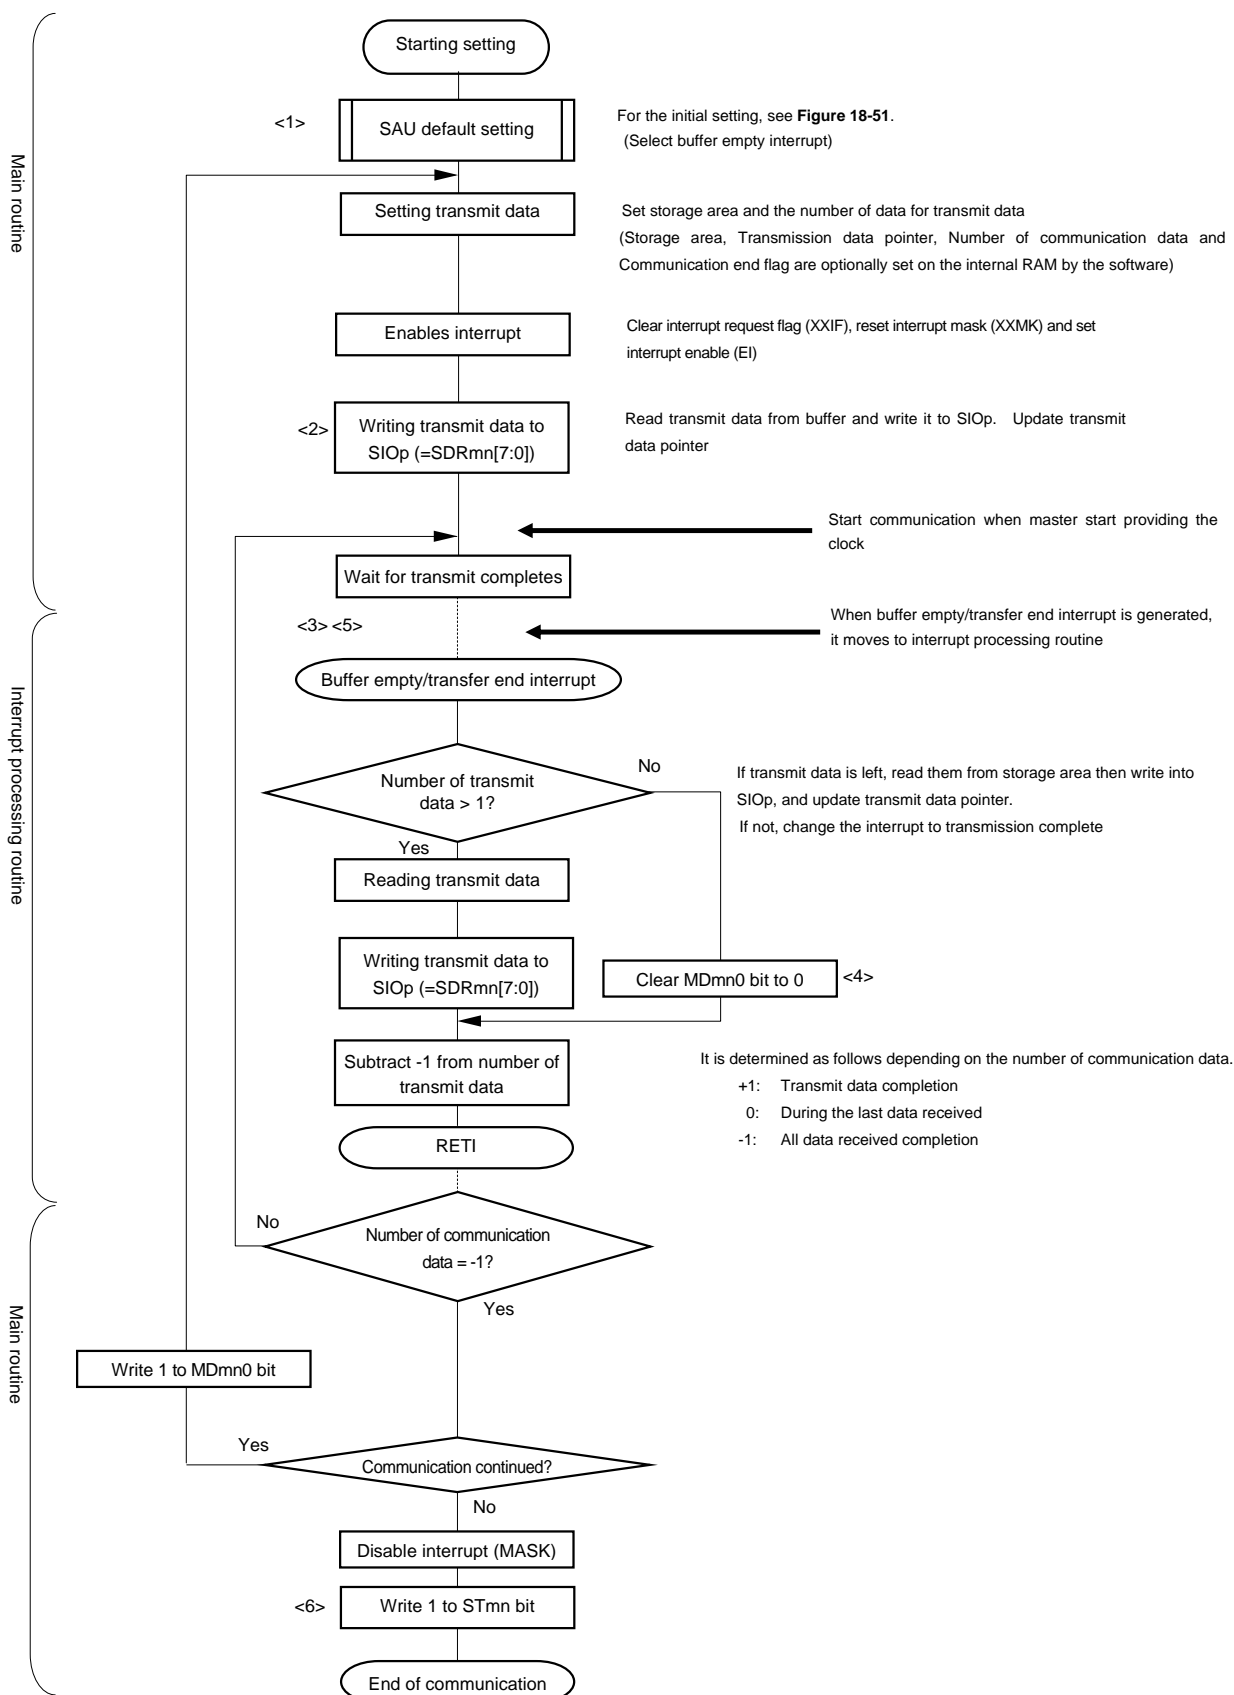 Starting setting
<1>
SAU default setting
For the initial setting, see Figure 18-51.
(Select buffer empty interrupt)
Main routine
Setting transmit data
Set storage area and the number of data for transmit data
(Storage area, Transmission data pointer, Number of communication data and
Communication end flag are optionally set on the internal RAM by the software)
Enables interrupt
Clear interrupt request flag (XXIF), reset interrupt mask (XXMK) and set
interrupt enable (EI)
<2>
Writing transmit data to
SIOp (=SDRmn[7:0])
Read transmit data from buffer and write it to SIOp. Update transmit
data pointer
Start communication when master start providing the
clock
Wait for transmit completes
<3> <5>
When buffer empty/transfer end interrupt is generated,
it moves to interrupt processing routine
Buffer empty/transfer end interrupt
Interrupt processing routine
Number of transmit
data > 1?
No
If transmit data is left, read them from storage area then write into
SIOp, and update transmit data pointer.
If not, change the interrupt to transmission complete
Yes
Reading transmit data
Writing transmit data to
SIOp (=SDRmn[7:0])
Clear MDmn0 bit to 0
<4>
Subtract -1 from number of
transmit data
It is determined as follows depending on the number of communication data.
+1: Transmit data completion
0: During the last data received
-1: All data received completion
RETI
No
Number of communication
data = -1?
Yes
Main routine
Write 1 to MDmn0 bit
Yes
Communication continued?
No
Disable interrupt (MASK)
<6>
Write 1 to STmn bit
End of communication